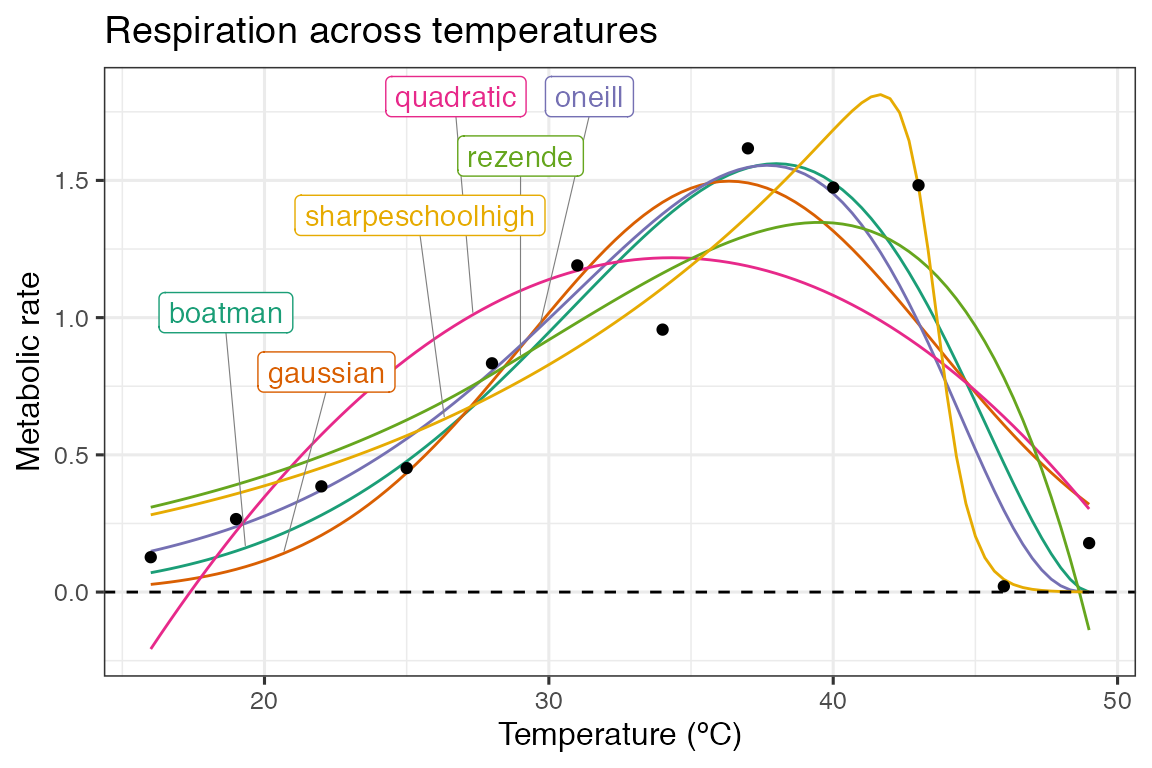 Respiration across temperatures
quadratic
oneill
rezende
sharpeschoolhigh
boatman
gaussian
Metabolic rate
1.5
1.0
0.5
0.0
20
30
40
50
Temperature (ºC)